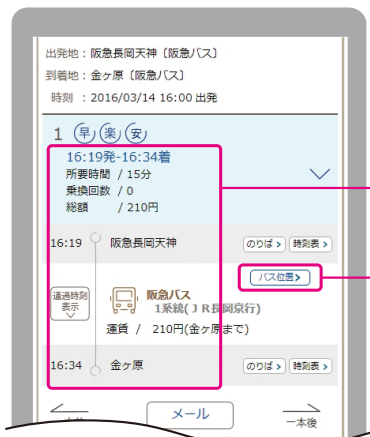 出発地：阪急長岡天神〔阪急バス〕
到着地：金ヶ原〔阪急バス〕
時刻 ：2016/03/14 16:00 出発
1 早 楽 安
16:19発-16:34着
所要時間 / 15分
乗換回数 / 0
総額 / 210円
16:19 阪急長岡天神 のりば> 時刻表>
バス位置>
通過時刻
表示
阪急バス
1系統(ＪＲ長岡京行)
運賃 / 210円(金ヶ原まで)
16:34 金ヶ原 のりば> 時刻表>
メール
一本後